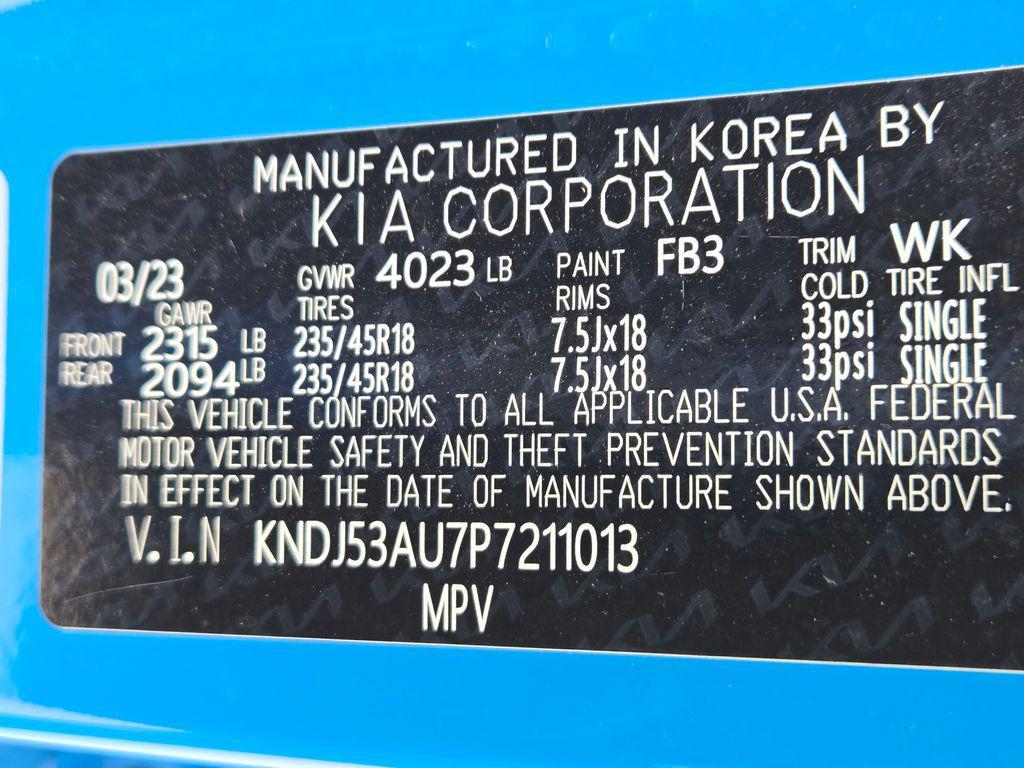 MANUFACTURED IN KOREA BY
KIA CORPORATION
03/23 GVWR 4023 LB PAINT FB3 TRIM WK
GAWR TIRES RIMS COLD TIRE INFL
FRONT 2315 LB 235/45R18 7.5Jx18 33psi SINGLE
REAR 2094 LB 235/45R18 7.5Jx18 33psi SINGLE
THIS VEHICLE CONFORMS TO ALL APPLICABLE U.S.A. FEDERAL
MOTOR VEHICLE SAFETY AND THEFT PREVENTION STANDARDS
IN EFFECT ON THE DATE OF MANUFACTURE SHOWN ABOVE.
V.I.N KNDJ53AU7P7211013
MPV